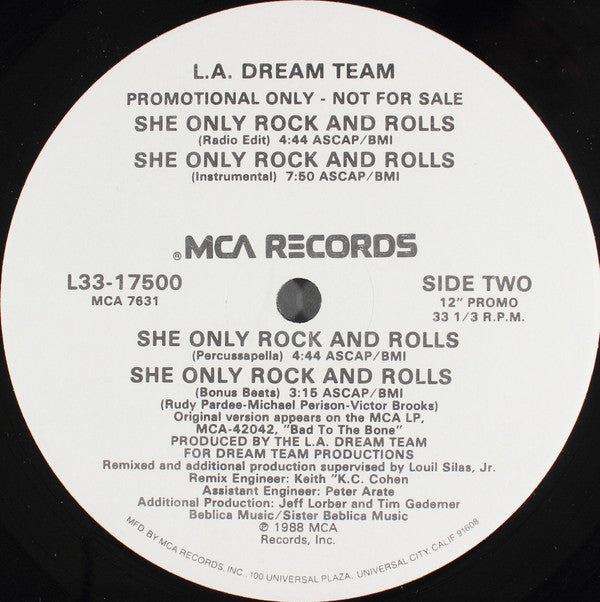 L.A. DREAM TEAM
PROMOTIONAL ONLY - NOT FOR SALE
SHE ONLY ROCK AND ROLLS
(Radio Edit) 4:44 ASCAP/BMI
SHE ONLY ROCK AND ROLLS
(Instrumental) 7:50 ASCAP/BMI
® MCA RECORDS
L33-17500
MCA 7631
SIDE TWO
12" PROMO
33 1/3 R.P.M.
SHE ONLY ROCK AND ROLLS
(Percussapella) 4:44 ASCAP/BMI
SHE ONLY ROCK AND ROLLS
(Bonus Beats) 3:15 ASCAP/BMI
(Rudy Pardee-Michael Perison-Victor Brooks)
Original version appears on the MCA LP,
MCA-42042, "Bad To The Bone"
PRODUCED BY THE L.A. DREAM TEAM
FOR DREAM TEAM PRODUCTIONS
Remixed and additional production supervised by Louil Silas, Jr.
Remix Engineer: Keith "K.C. Cohen
Assistant Engineer: Peter Arate
Additional Production: Jeff Lorber and Tim Gedemer
Beblica Music/Sister Beblica Music
℗ 1988 MCA
Records, Inc.
MFD BY MCA RECORDS, INC., 100 UNIVERSAL PLAZA, UNIVERSAL CITY, CALIF 91608